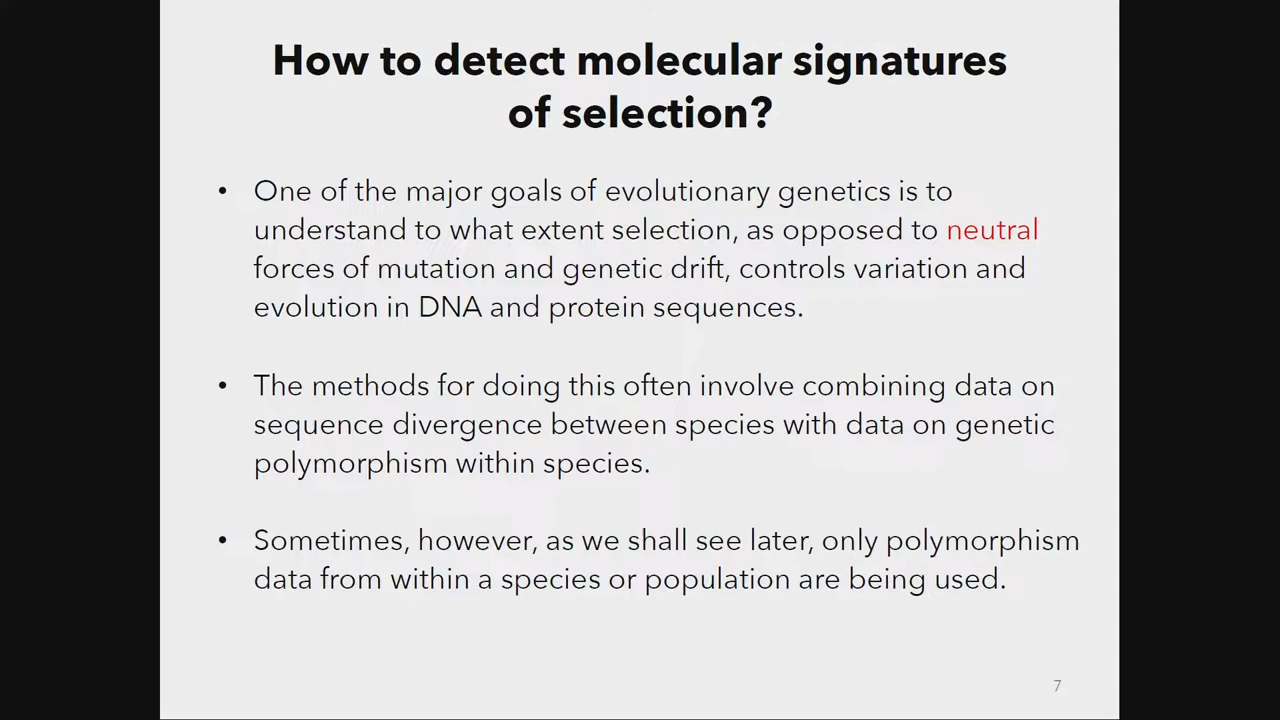 How to detect molecular signatures
of selection?
• One of the major goals of evolutionary genetics is to
understand to what extent selection, as opposed to neutral
forces of mutation and genetic drift, controls variation and
evolution in DNA and protein sequences.
• The methods for doing this often involve combining data on
sequence divergence between species with data on genetic
polymorphism within species.
• Sometimes, however, as we shall see later, only polymorphism
data from within a species or population are being used.
7